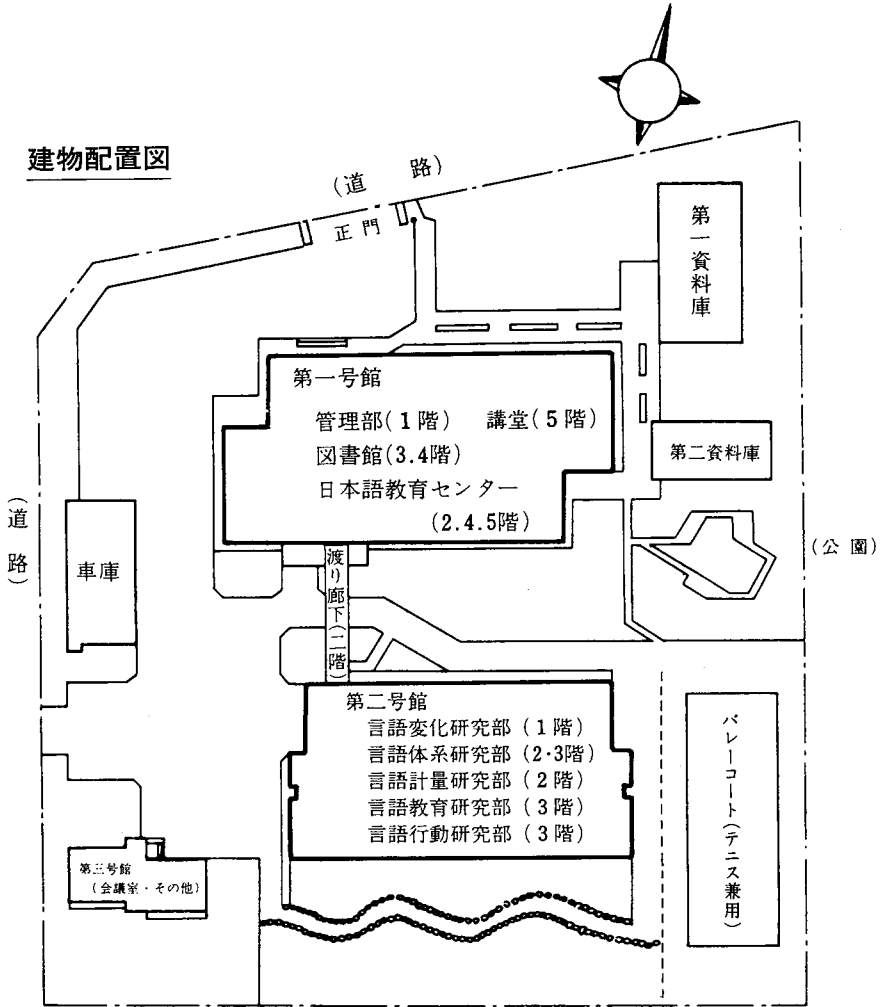 建物配置図
(道路)
正門
第一資料庫
第一号館
管理部(1階) 講堂(5階)
図書館(3.4階)
日本語教育センター
(2.4.5階)
第二資料庫
(道路)
車庫
渡り廊下(二階)
(公園)
第二号館
言語変化研究部(1階)
言語体系研究部(2・3階)
言語計量研究部(2階)
言語教育研究部(3階)
言語行動研究部(3階)
バレーコート(テニス兼用)
第三号館
(会議室・その他)